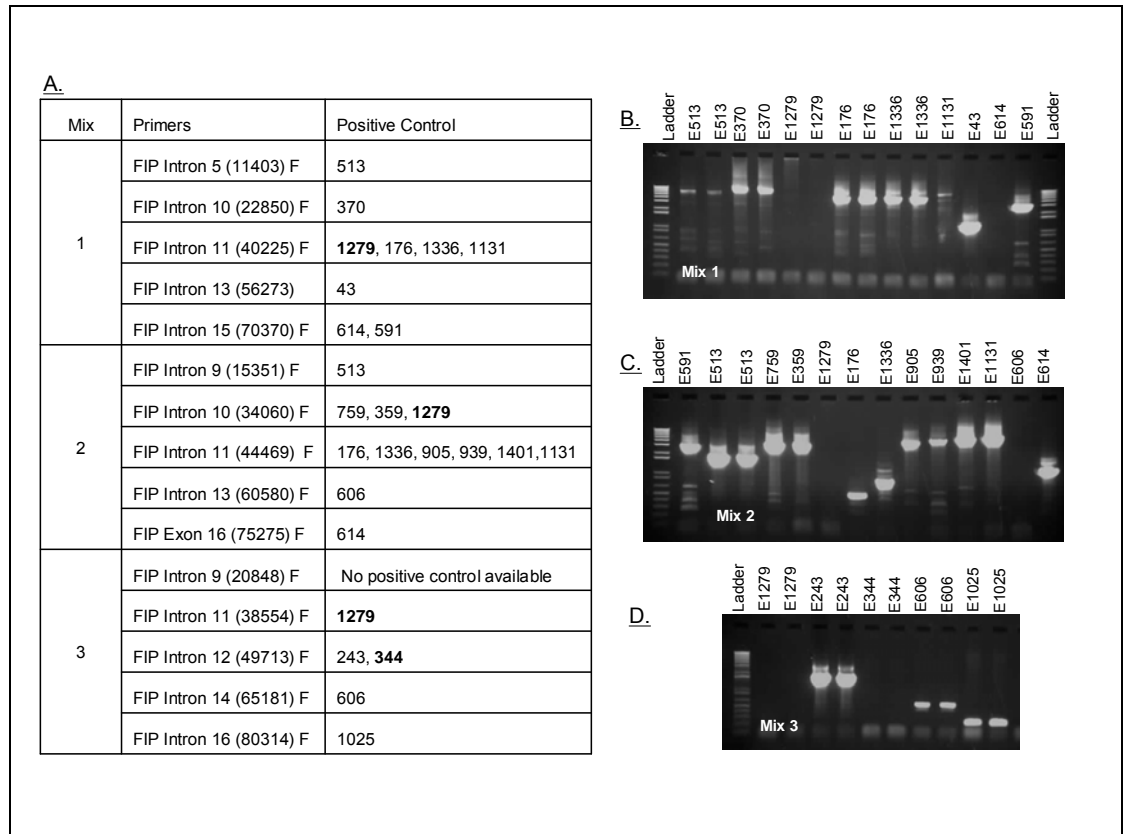 A.
Mix Primers Positive Control
1
FIP Intron 5 (11403) F 513
FIP Intron 10 (22850) F 370
FIP Intron 11 (40225) F 1279, 176, 1336, 1131
FIP Intron 13 (56273) 43
FIP Intron 15 (70370) F 614, 591
2
FIP Intron 9 (15351) F 513
FIP Intron 10 (34060) F 759, 359, 1279
FIP Intron 11 (44469) F 176, 1336, 905, 939, 1401,1131
FIP Intron 13 (60580) F 606
FIP Exon 16 (75275) F 614
3
FIP Intron 9 (20848) F No positive control available
FIP Intron 11 (38554) F 1279
FIP Intron 12 (49713) F 243, 344
FIP Intron 14 (65181) F 606
FIP Intron 16 (80314) F 1025
B.
Ladder E513 E513 E370 E370 E1279 E1279 E176 E176 E1336 E1336 E1131 E43 E614 E591 Ladder
Mix 1
C.
Ladder E591 E513 E513 E759 E359 E1279 E176 E1336 E905 E939 E1401 E1131 E606 E614
Mix 2
D.
Ladder E1279 E1279 E243 E243 E344 E344 E606 E606 E1025 E1025
Mix 3